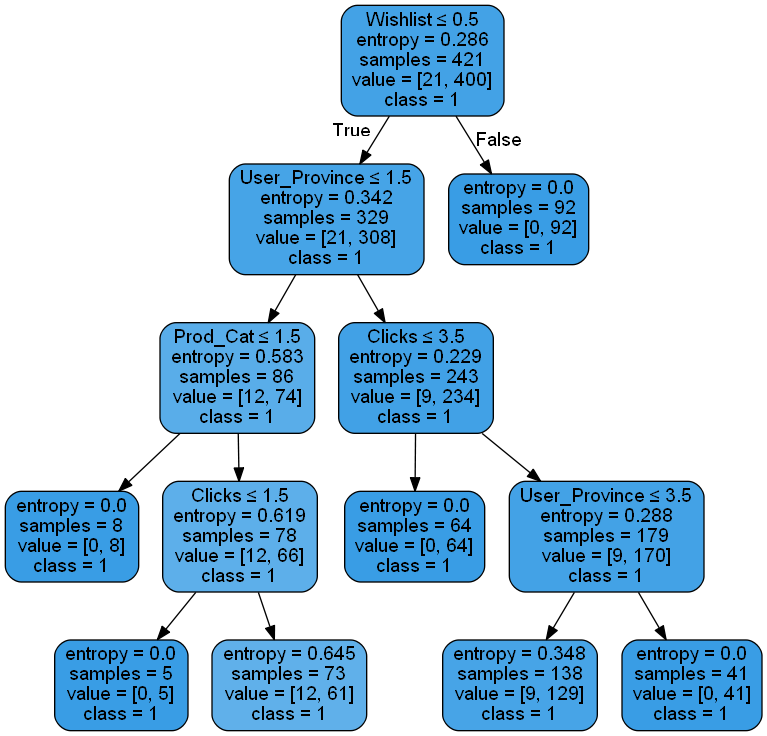 Wishlist ≤ 0.5
entropy = 0.286
samples = 421
value = [21, 400]
class = 1
True
False
User_Province ≤ 1.5
entropy = 0.342
samples = 329
value = [21, 308]
class = 1
entropy = 0.0
samples = 92
value = [0, 92]
class = 1
Prod_Cat ≤ 1.5
entropy = 0.583
samples = 86
value = [12, 74]
class = 1
Clicks ≤ 3.5
entropy = 0.229
samples = 243
value = [9, 234]
class = 1
entropy = 0.0
samples = 8
value = [0, 8]
class = 1
Clicks ≤ 1.5
entropy = 0.619
samples = 78
value = [12, 66]
class = 1
entropy = 0.0
samples = 64
value = [0, 64]
class = 1
User_Province ≤ 3.5
entropy = 0.288
samples = 179
value = [9, 170]
class = 1
entropy = 0.0
samples = 5
value = [0, 5]
class = 1
entropy = 0.645
samples = 73
value = [12, 61]
class = 1
entropy = 0.348
samples = 138
value = [9, 129]
class = 1
entropy = 0.0
samples = 41
value = [0, 41]
class = 1